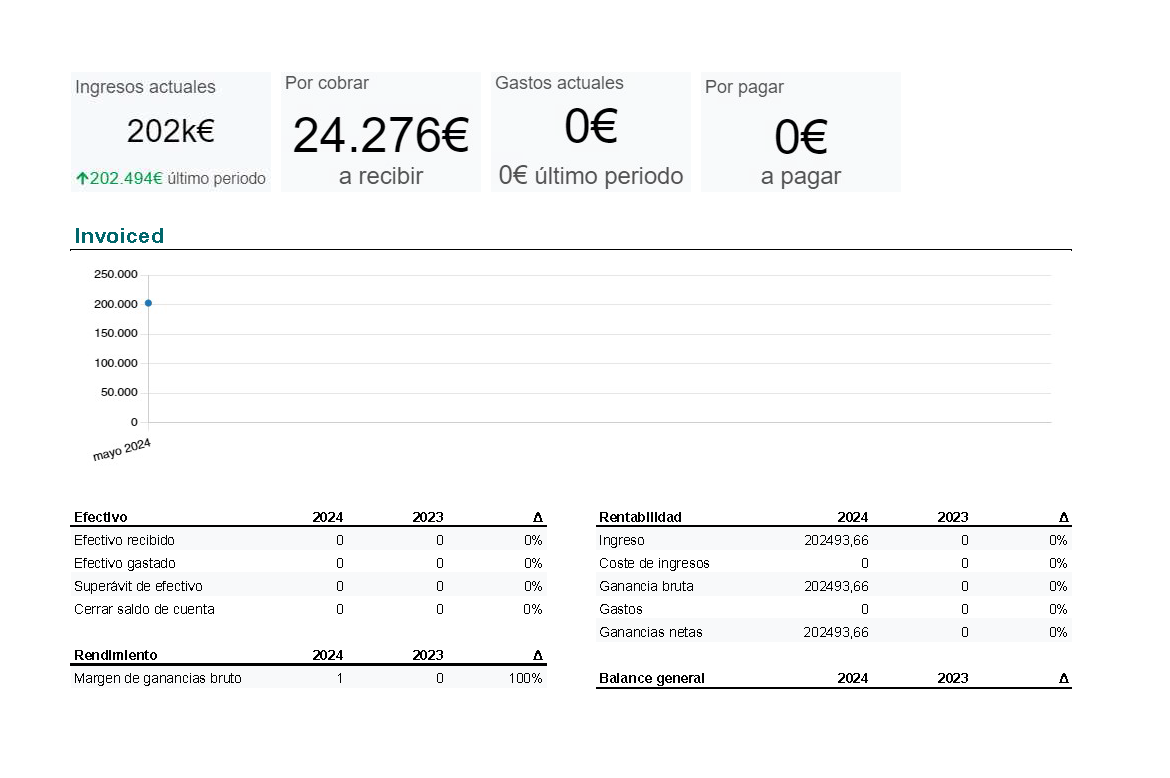 Ingresos actuales
202k€
↑202.494€ último periodo
Por cobrar
24.276€
a recibir
Gastos actuales
0€
0€ último periodo
Por pagar
0€
a pagar
Invoiced
250.000
200.000
150.000
100.000
50.000
0
mayo 2024
Efectivo 2024 2023 Δ
Efectivo recibido 0 0 0%
Efectivo gastado 0 0 0%
Superávit de efectivo 0 0 0%
Cerrar saldo de cuenta 0 0 0%
Rendimiento 2024 2023 Δ
Margen de ganancias bruto 1 0 100%
Rentabilidad 2024 2023 Δ
Ingreso 202493,66 0 0%
Coste de ingresos 0 0 0%
Ganancia bruta 202493,66 0 0%
Gastos 0 0 0%
Ganancias netas 202493,66 0 0%
Balance general 2024 2023 Δ